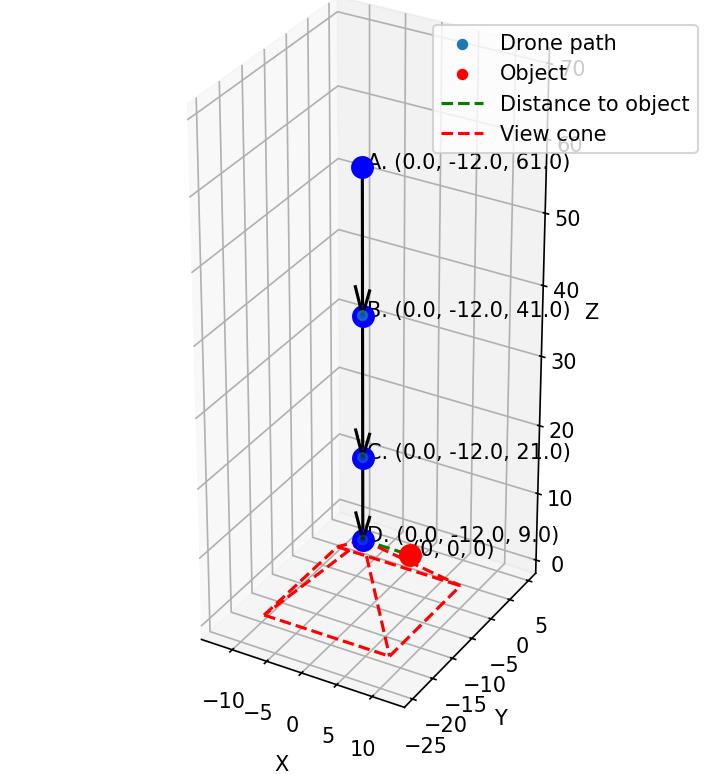 Drone path
Object
Distance to object
View cone
70
60
A. (0.0, -12.0, 61.0)
50
40
B. (0.0, -12.0, 41.0)
Z
30
20
C. (0.0, -12.0, 21.0)
10
D. (0.0, -12.0, 9.0)
(0, 0, 0)
0
5
0
−5
−10
−15
−20
−25
Y
−10
−5
0
5
10
X